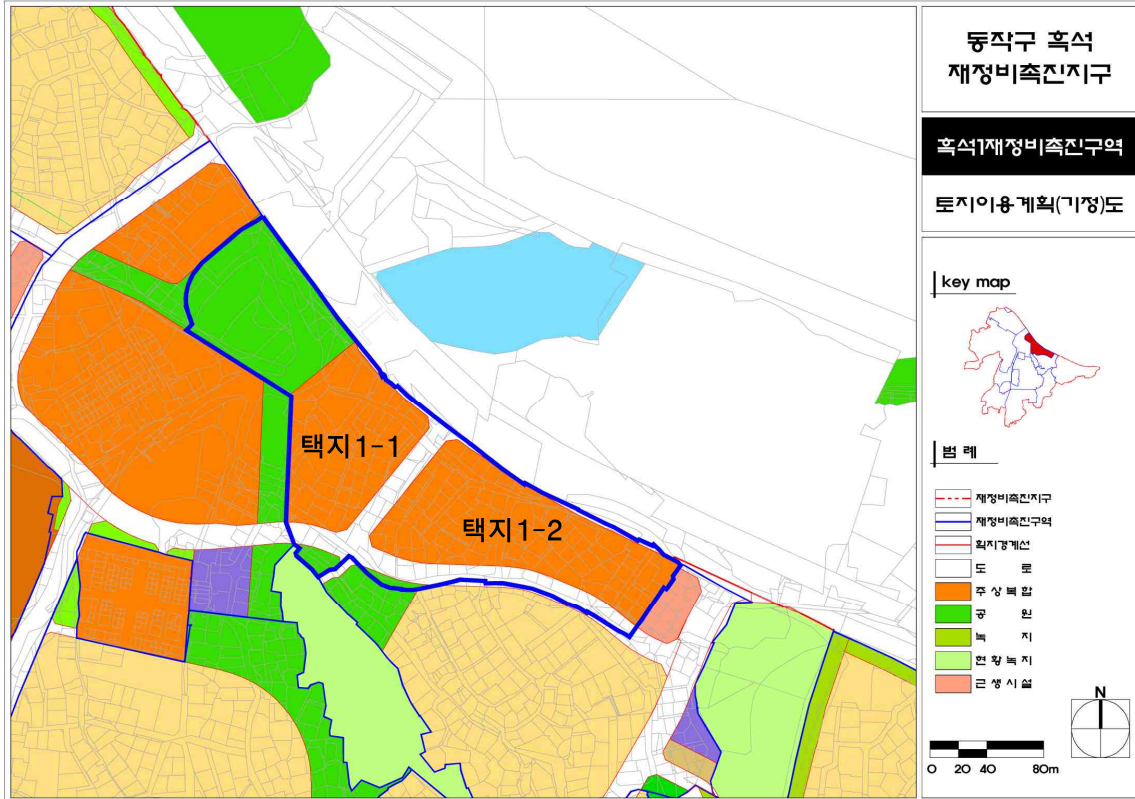 동작구 흑석
재정비촉진지구
흑석1재정비촉진구역
토지이용계획(기정)도
key map
범 례
재정비촉진지구
재정비촉진구역
획지경계선
도 로
주상복합
공 원
녹 지
현황녹지
근생시설
N
0 20 40 80m
택지1-1
택지1-2